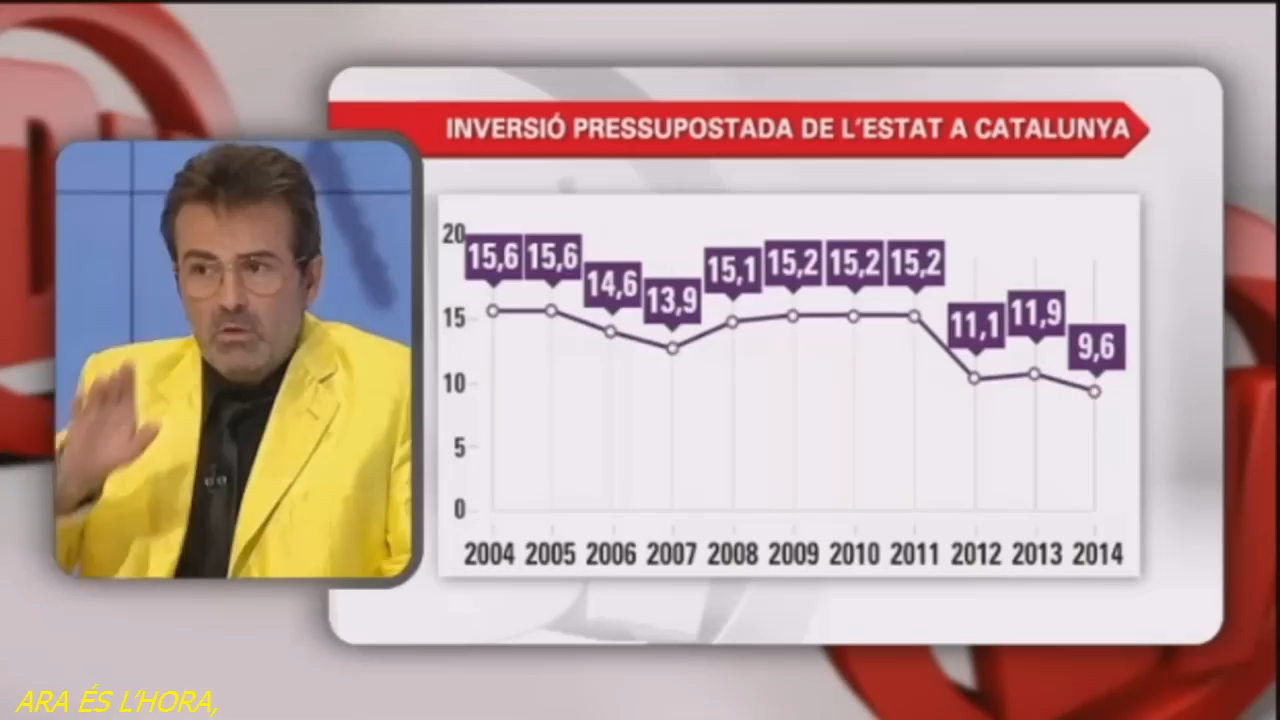 INVERSIÓ PRESSUPOSTADA DE L'ESTAT A CATALUNYA
20
15,6 15,6 14,6 13,9 15,1 15,2 15,2 15,2 11,1 11,9 9,6
15
10
5
0
2004 2005 2006 2007 2008 2009 2010 2011 2012 2013 2014
ARA ÉS L'HORA,